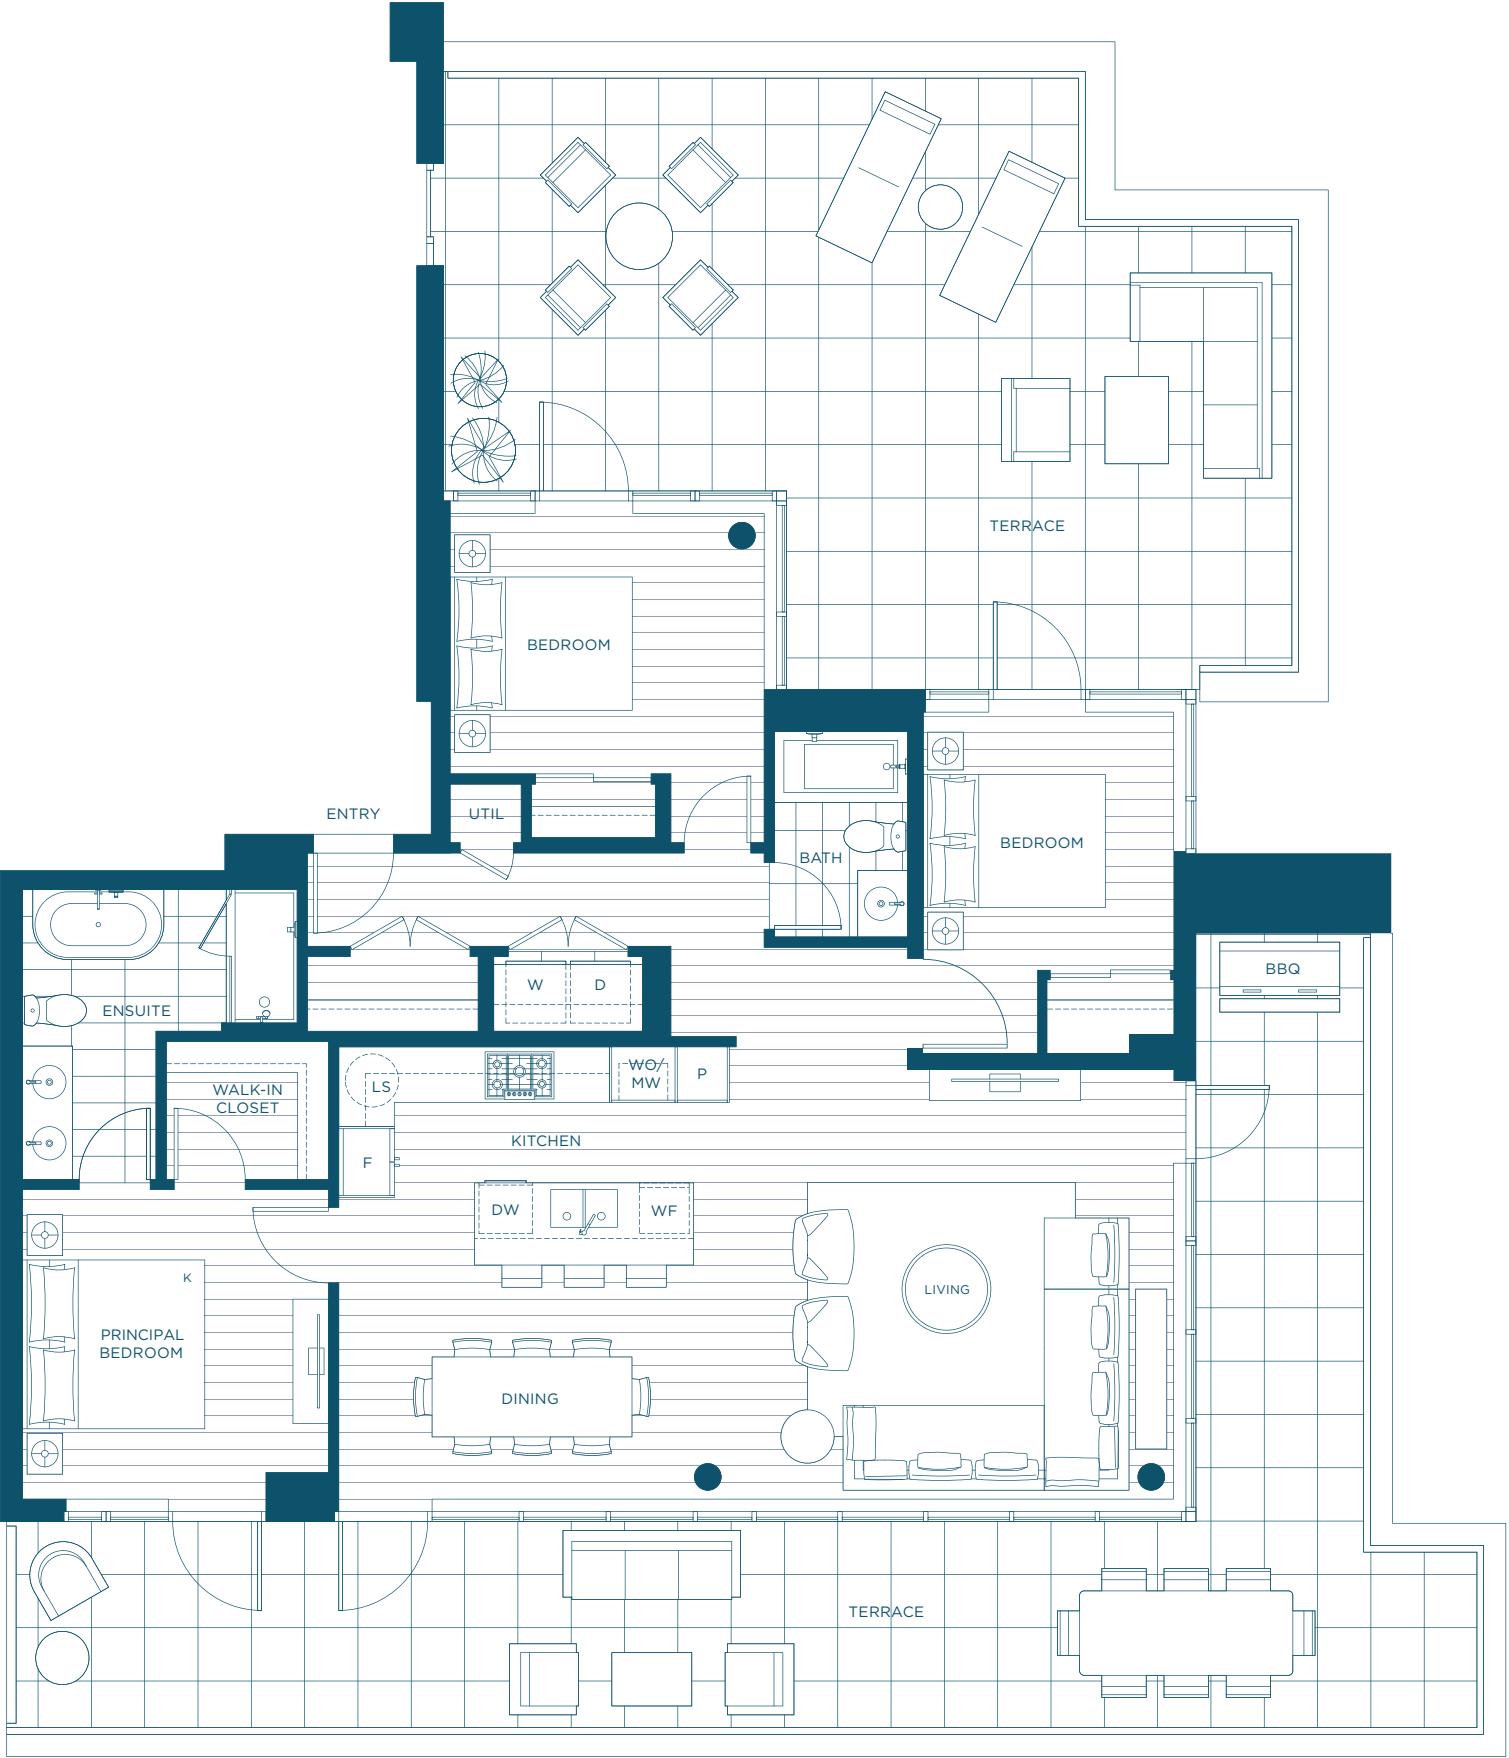 TERRACE
BEDROOM
ENTRY
UTIL
BATH
BEDROOM
BBQ
W
D
ENSUITE
WO/
MW
P
LS
WALK-IN
CLOSET
KITCHEN
F
DW
WF
K
LIVING
PRINCIPAL
BEDROOM
DINING
TERRACE